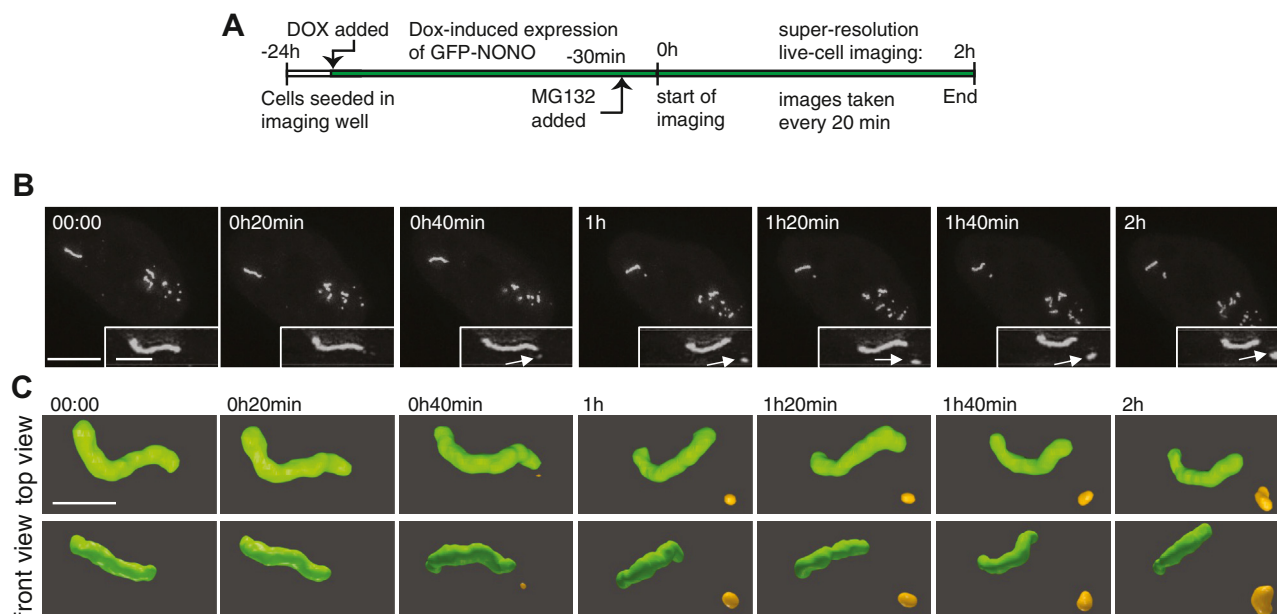 A
DOX added
-24h
Dox-induced expression
of GFP-NONO
-30min
0h
super-resolution
live-cell imaging:
2h
Cells seeded in
imaging well
MG132
added
start of
imaging
images taken
every 20 min
End
B
00:00
0h20min
0h40min
1h
1h20min
1h40min
2h
C
00:00
0h20min
0h40min
1h
1h20min
1h40min
2h
top view
front view